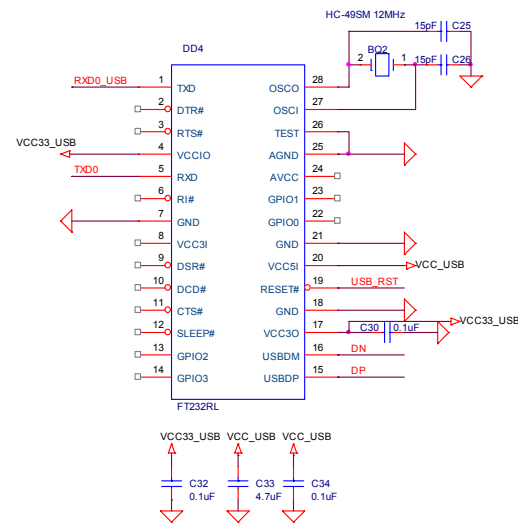 HC-49SM 12MHz
15pF C25
BQ2
2 1
15pF C26
DD4
RXD0_USB 1 TXD OSCO 28
2 DTR# OSCI 27
3 RTS# TEST 26
VCC33_USB 4 VCCIO AGND 25
TXD0 5 RXD AVCC 24
6 RI# GPIO1 23
7 GND GPIO0 22
8 VCC3I GND 21
9 DSR# VCC5I 20 VCC_USB
10 DCD# RESET# 19 USB_RST
11 CTS# GND 18
12 SLEEP# VCC3O 17 C30 0.1uF VCC33_USB
13 GPIO2 USBDM 16 DN
14 GPIO3 USBDP 15 DP
FT232RL
VCC33_USB VCC_USB VCC_USB
C32 C33 C34
0.1uF 4.7uF 0.1uF